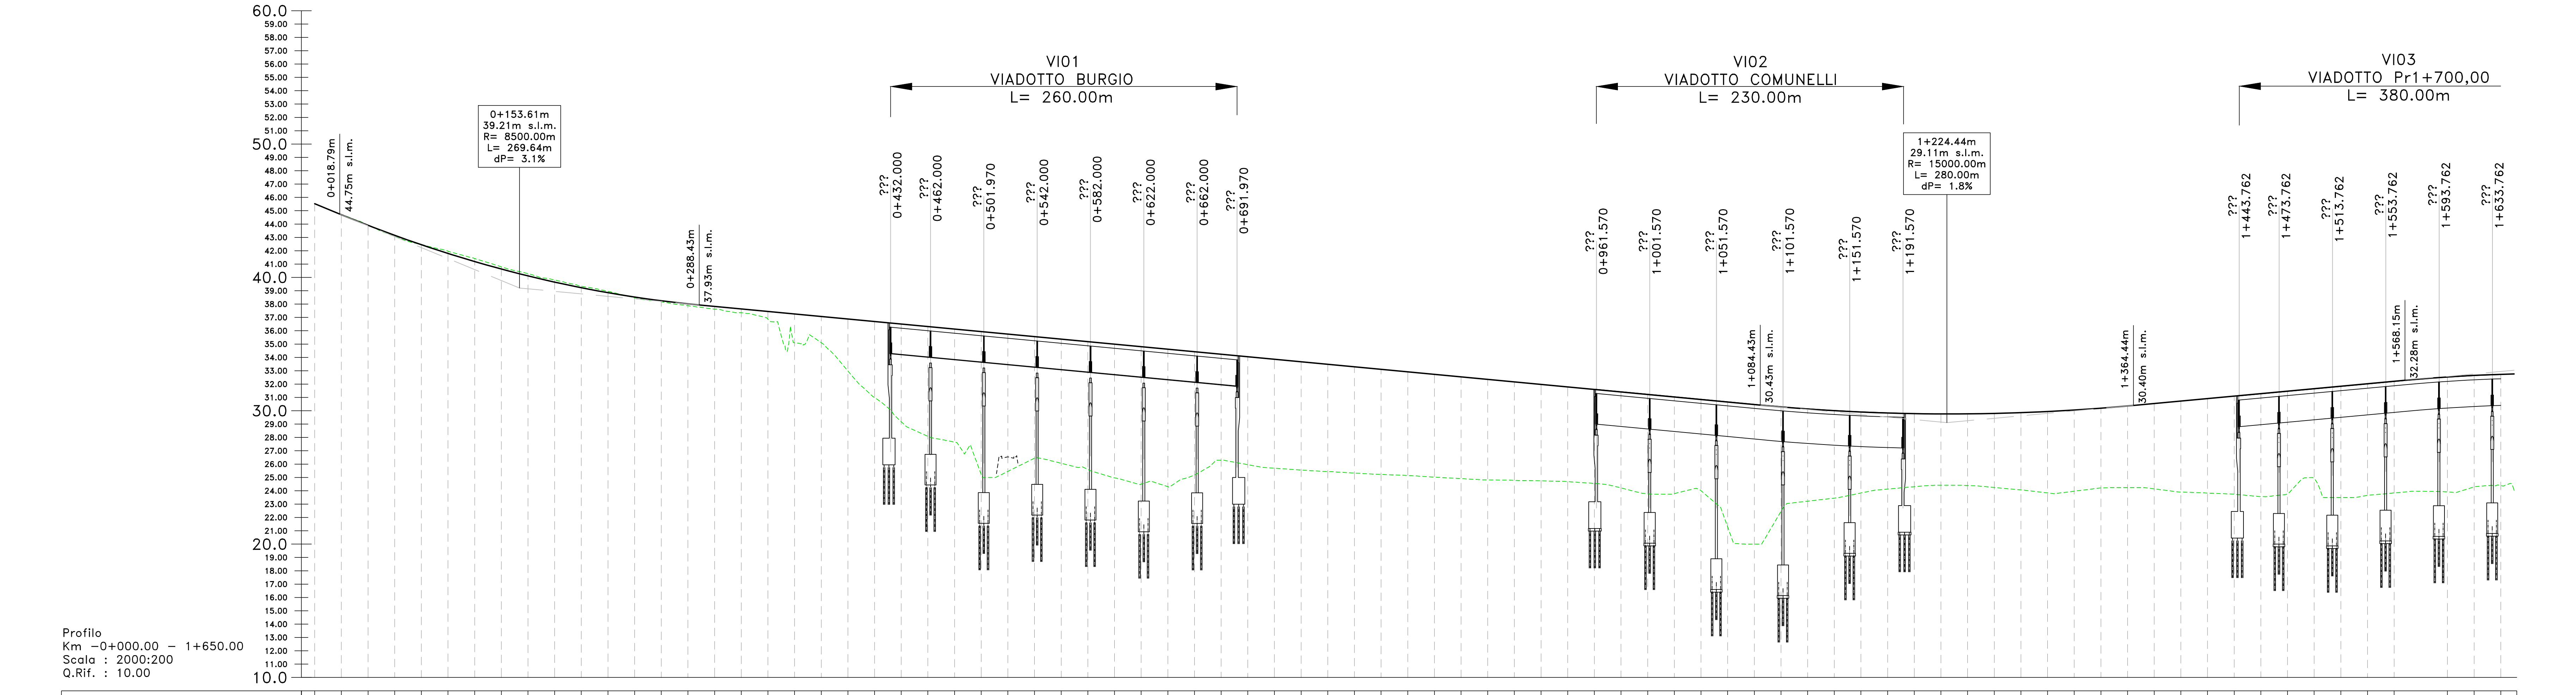 60.0
59.00
58.00
57.00
56.00
55.00
54.00
53.00
52.00
51.00
50.0
49.00
48.00
47.00
46.00
45.00
44.00
43.00
42.00
41.00
40.0
39.00
38.00
37.00
36.00
35.00
34.00
33.00
32.00
31.00
30.0
29.00
28.00
27.00
26.00
25.00
24.00
23.00
22.00
21.00
20.0
19.00
18.00
17.00
16.00
15.00
14.00
13.00
12.00
11.00
10.0
Profilo
Km -0+000.00 - 1+650.00
Scala : 2000:200
Q.Rif. : 10.00
0+018.79m
44.75m s.l.m.
0+153.61m
39.21m s.l.m.
R= 8500.00m
L= 269.64m
dP= 3.1%
0+288.43m
37.93m s.l.m.
VI01
VIADOTTO BURGIO
L= 260.00m
???
0+432.000
???
0+462.000
???
0+501.970
???
0+542.000
???
0+582.000
???
0+622.000
???
0+662.000
???
0+691.970
VI02
VIADOTTO COMUNELLI
L= 230.00m
???
0+961.570
???
1+001.570
???
1+051.570
???
1+101.570
???
1+151.570
???
1+191.570
1+084.43m
30.43m s.l.m.
1+224.44m
29.11m s.l.m.
R= 15000.00m
L= 280.00m
dP= 1.8%
1+364.44m
30.40m s.l.m.
VI03
VIADOTTO Pr1+700,00
L= 380.00m
???
1+443.762
???
1+473.762
???
1+513.762
???
1+553.762
???
1+593.762
???
1+633.762
1+568.15m
32.28m s.l.m.